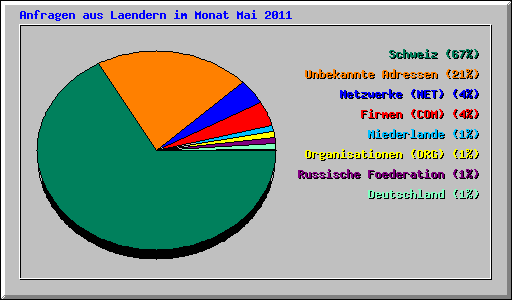 Anfragen aus Laendern im Monat Mai 2011
Schweiz (67%)
Unbekannte Adressen (21%)
Netzwerke (NET) (4%)
Firmen (COM) (4%)
Niederlande (1%)
Organisationen (ORG) (1%)
Russische Foederation (1%)
Deutschland (1%)